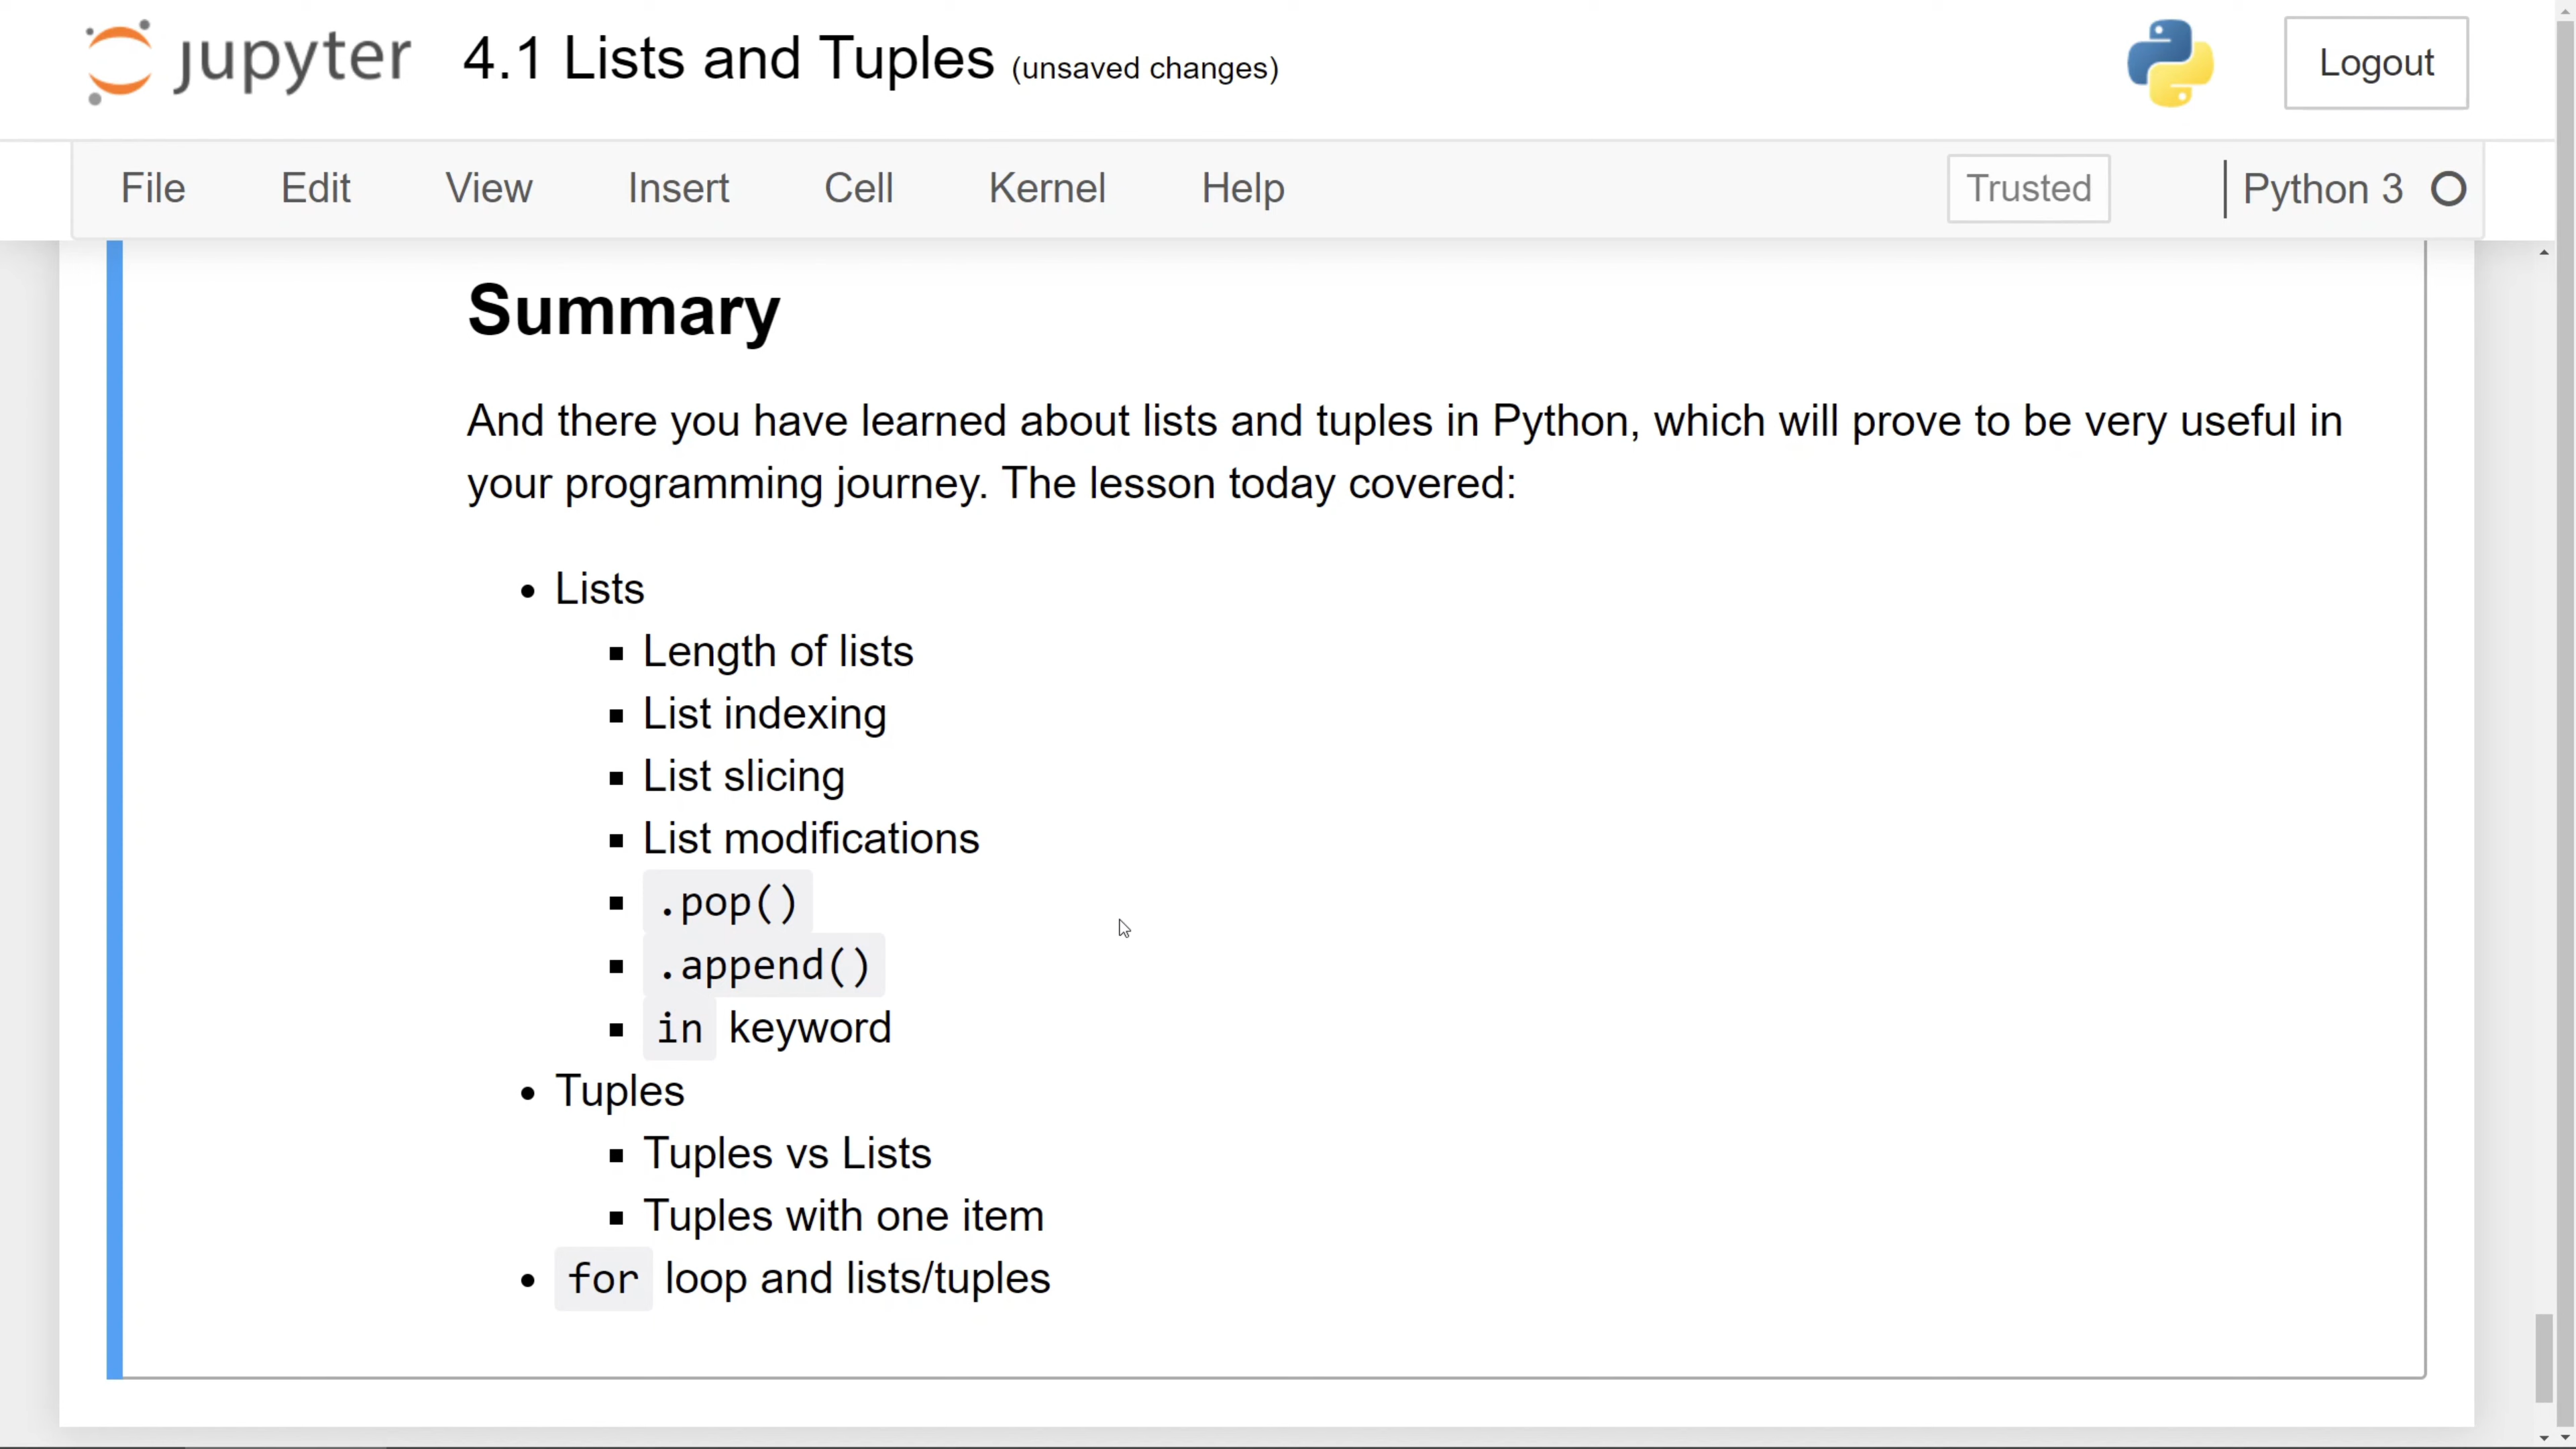 jupyter 4.1 Lists and Tuples (unsaved changes) Logout
File Edit View Insert Cell Kernel Help Trusted Python 3
Summary
And there you have learned about lists and tuples in Python, which will prove to be very useful in
your programming journey. The lesson today covered:
Lists
Length of lists
List indexing
List slicing
List modifications
.pop()
.append()
in keyword
Tuples
Tuples vs Lists
Tuples with one item
for loop and lists/tuples